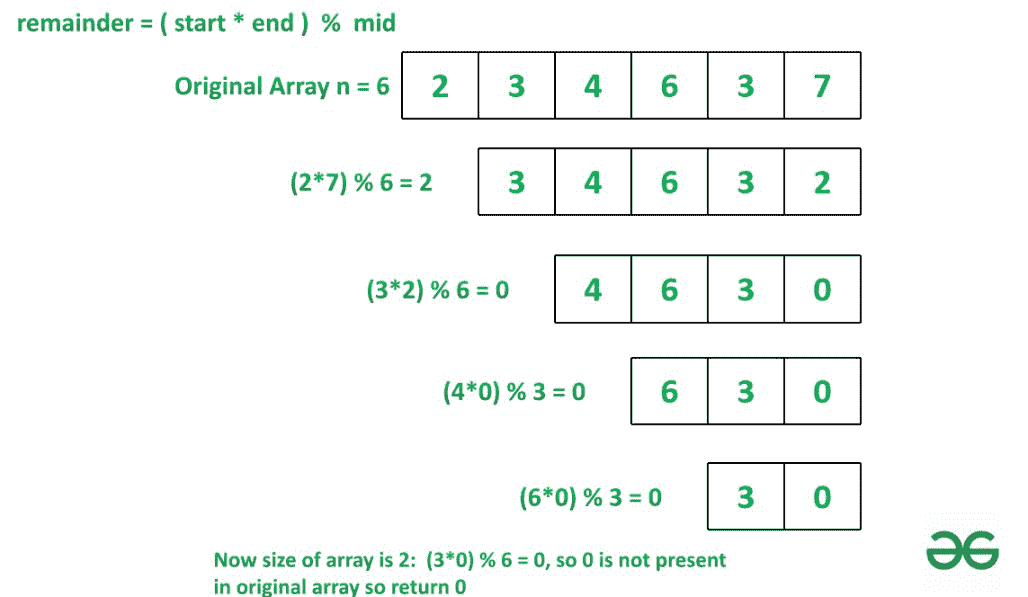 remainder = ( start * end )  %  mid
Original Array n = 6 2 3 4 6 3 7
(2*7) % 6 = 2 3 4 6 3 2
(3*2) % 6 = 0 4 6 3 0
(4*0) % 3 = 0 6 3 0
(6*0) % 3 = 0 3 0
Now size of array is 2:  (3*0) % 6 = 0, so 0 is not present
in original array so return 0